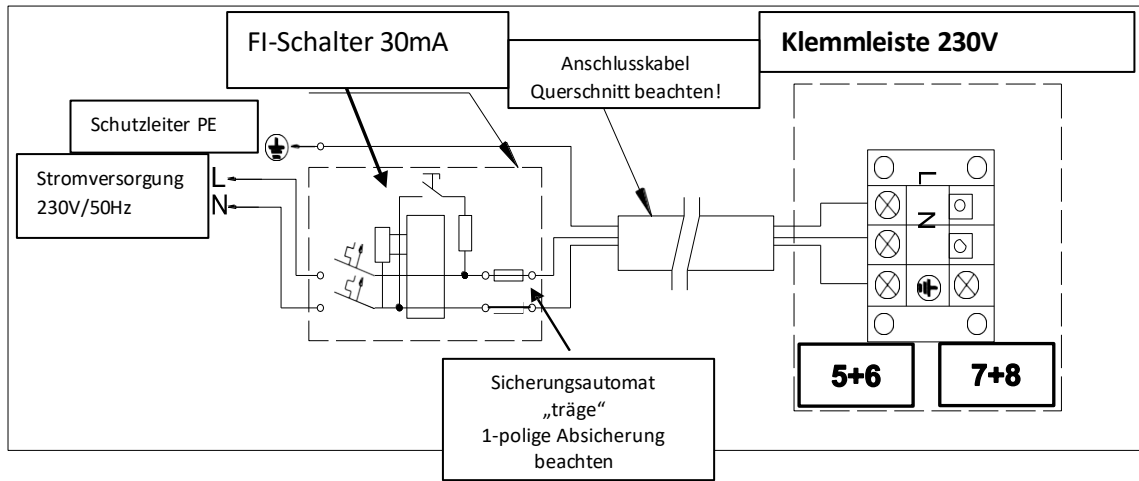 FI-Schalter 30mA
Anschlusskabel
Querschnitt beachten!
Klemmleiste 230V
Schutzleiter PE
Stromversorgung
230V/50Hz
L
N
L
N
5+6
7+8
Sicherungsautomat
„träge“
1-polige Absicherung
beachten